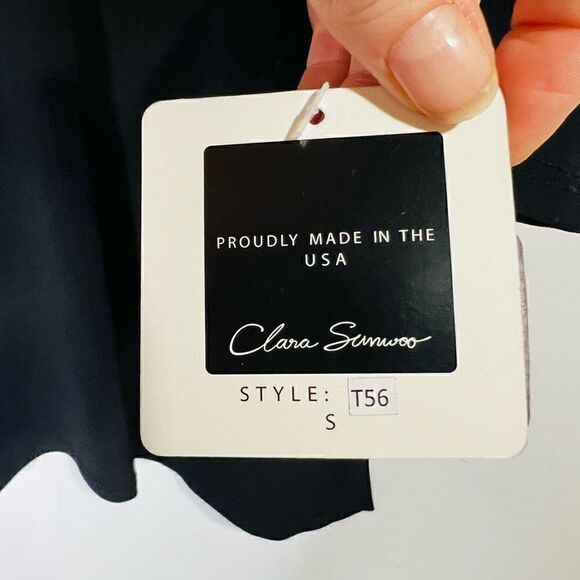 PROUDLY MADE IN THE
USA
Clara Sunwoo
STYLE: T56
S